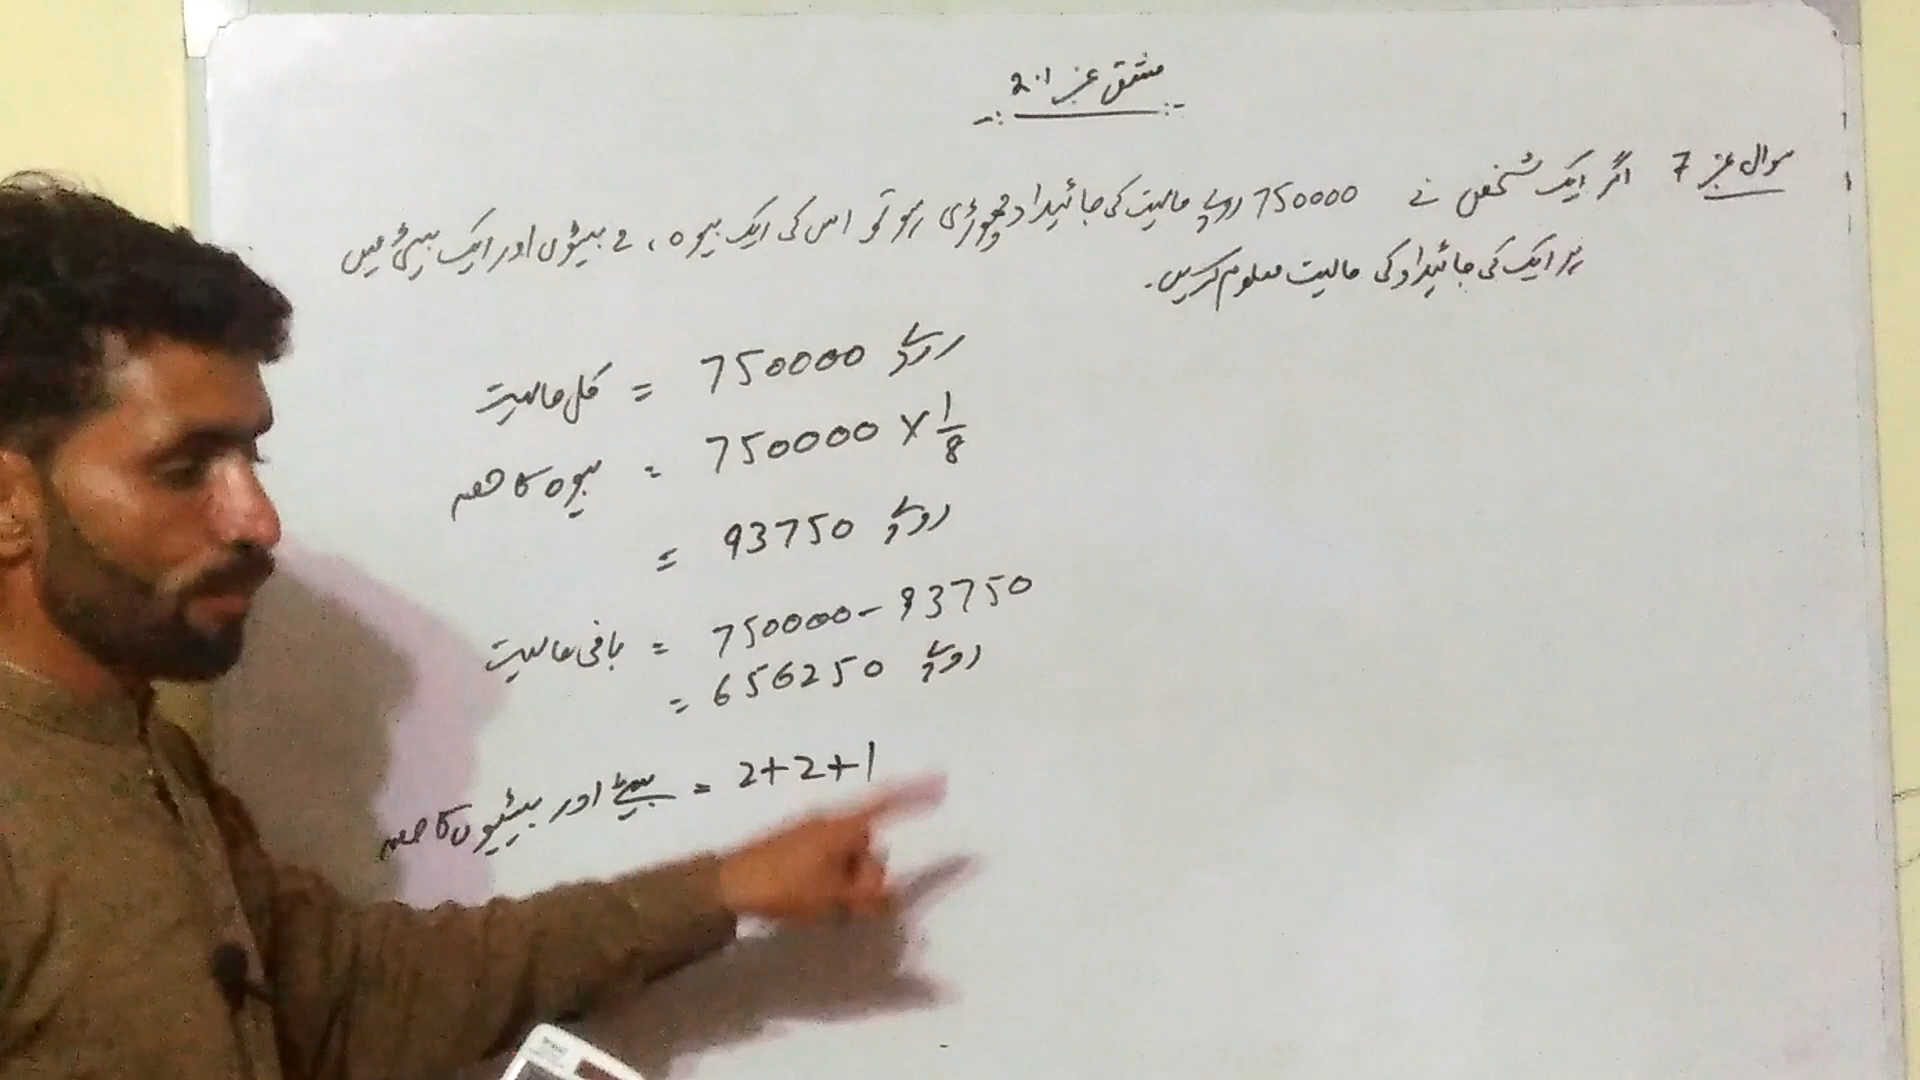 مشق نمبر 2.1
سوال نمبر 7 اگر ایک شخص نے 750000 روپے مالیت کی جائیداد چھوڑی ہو تو اس کی ایک بیوہ، 2 بیٹوں اور ایک بیٹی میں
ہر ایک کی جائیداد کی مالیت معلوم کریں۔
کل مالیت = 750000 روپے
بیوہ کا حصہ = 750000 × 1/8
= 93750 روپے
باقی مالیت = 750000 - 93750
= 656250 روپے
بیٹے اور بیٹیوں کا حصہ = 2+2+1